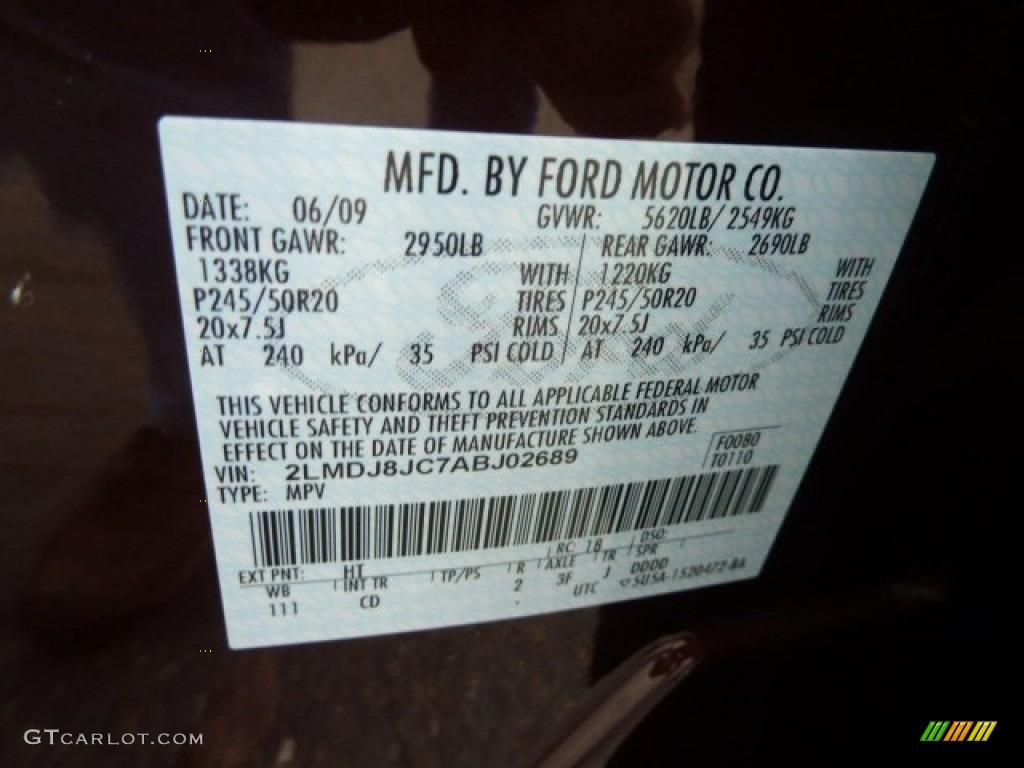 MFD. BY FORD MOTOR CO.
DATE: 06/09 GVWR: 5620LB/ 2549KG
FRONT GAWR: 2950LB REAR GAWR: 2690LB
1338KG WITH 1220KG WITH
P245/50R20 TIRES P245/50R20 TIRES
20x7.5J RIMS 20x7.5J RIMS
AT 240 kPa/ 35 PSI COLD AT 240 kPa/ 35 PSI COLD
THIS VEHICLE CONFORMS TO ALL APPLICABLE FEDERAL MOTOR
VEHICLE SAFETY AND THEFT PREVENTION STANDARDS IN
EFFECT ON THE DATE OF MANUFACTURE SHOWN ABOVE.
VIN: 2LMDJ8JC7ABJ02689 F0080
TYPE: MPV T0110
EXT PNT: HT RC: 18 DSO:
WB INT TR TP/PS R AXLE TR SPR
111 CD 2 3F J DDDD
UTC 5U5A-1520472-BA
GTCARLOT.COM